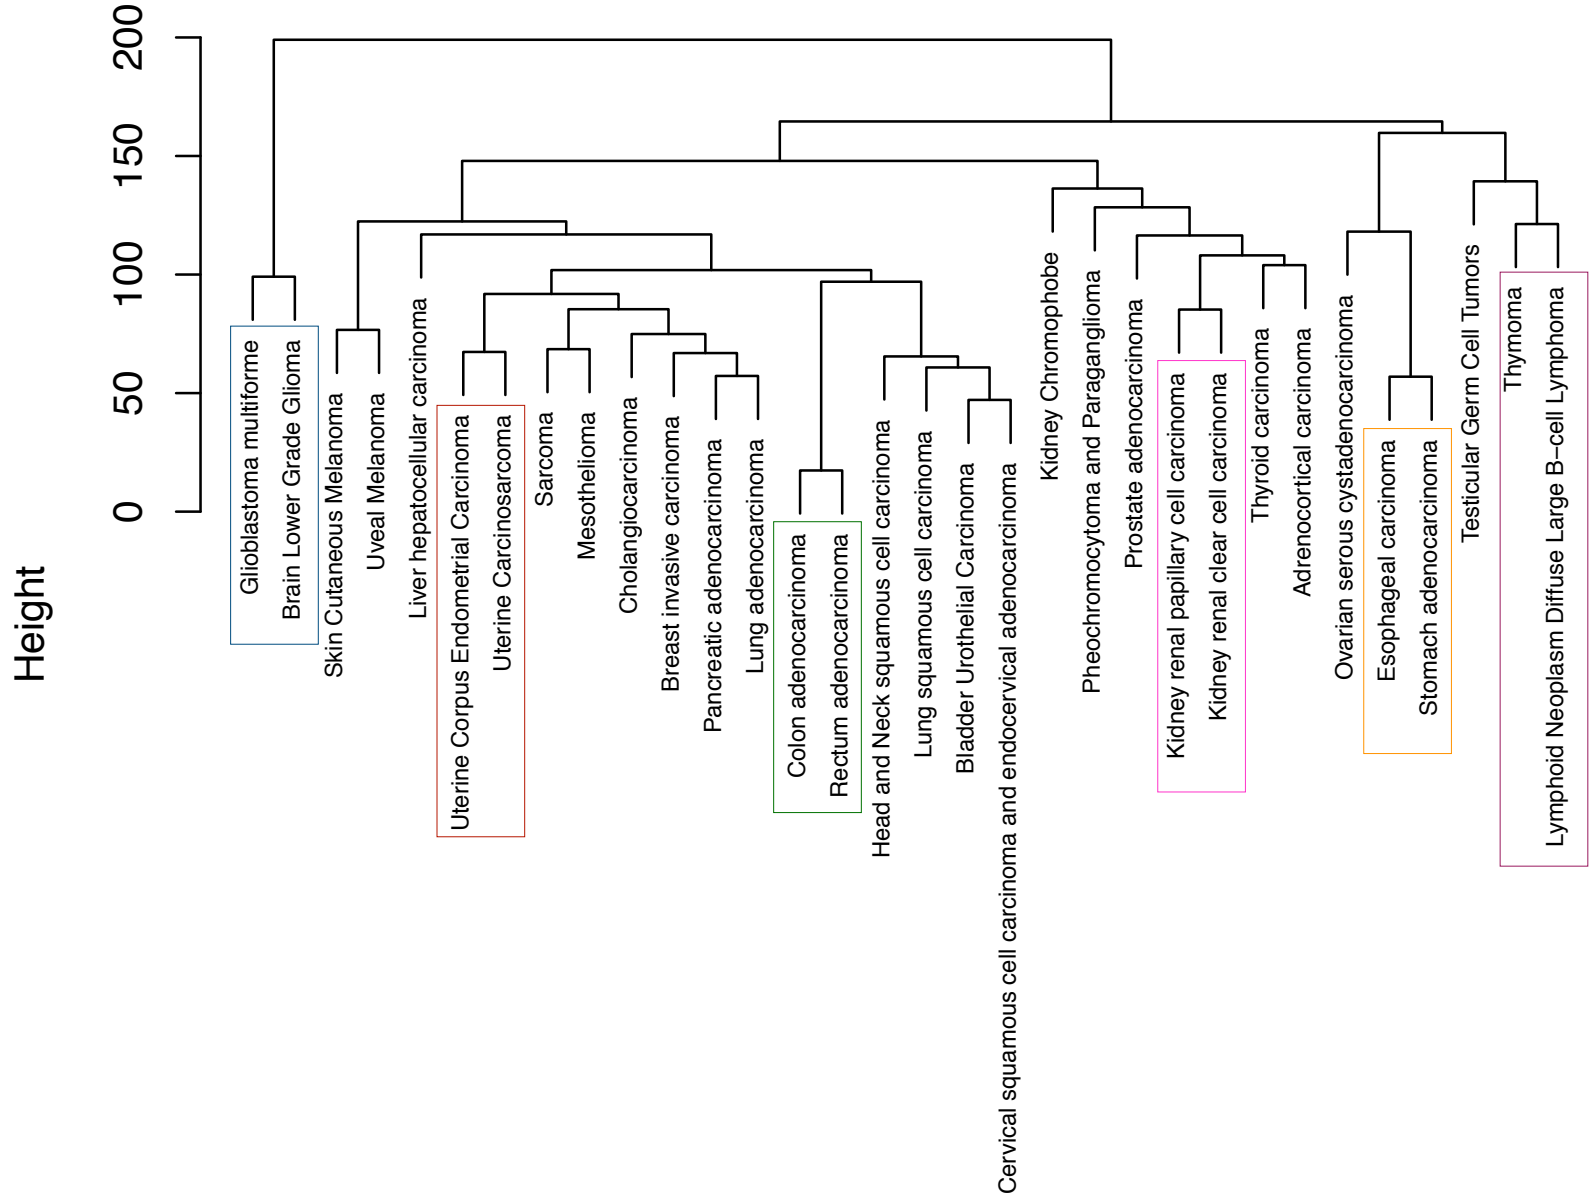 Height
200
150
100
50
0
Glioblastoma multiforme
Brain Lower Grade Glioma
Skin Cutaneous Melanoma
Uveal Melanoma
Liver hepatocellular carcinoma
Uterine Corpus Endometrial Carcinoma
Uterine Carcinosarcoma
Sarcoma
Mesothelioma
Cholangiocarcinoma
Breast invasive carcinoma
Pancreatic adenocarcinoma
Lung adenocarcinoma
Colon adenocarcinoma
Rectum adenocarcinoma
Head and Neck squamous cell carcinoma
Lung squamous cell carcinoma
Bladder Urothelial Carcinoma
Cervical squamous cell carcinoma and endocervical adenocarcinoma
Kidney Chromophobe
Pheochromocytoma and Paraganglioma
Prostate adenocarcinoma
Kidney renal papillary cell carcinoma
Kidney renal clear cell carcinoma
Thyroid carcinoma
Adrenocortical carcinoma
Ovarian serous cystadenocarcinoma
Esophageal carcinoma
Stomach adenocarcinoma
Testicular Germ Cell Tumors
Thymoma
Lymphoid Neoplasm Diffuse Large B−cell Lymphoma